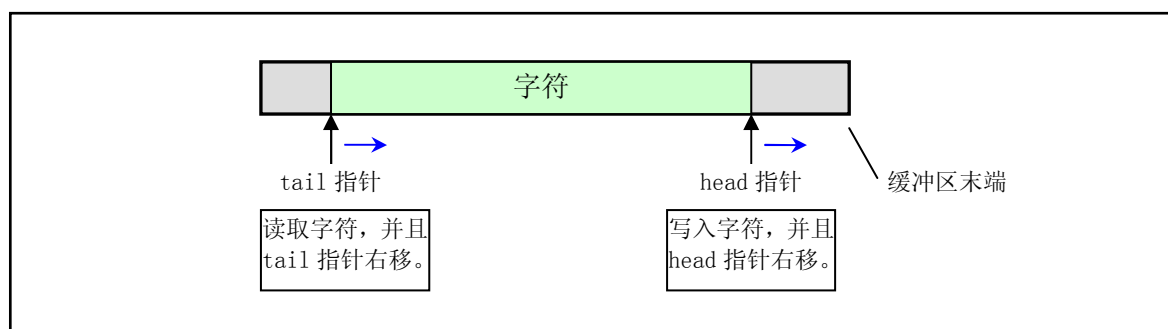 字符
tail 指针
head 指针
缓冲区末端
读取字符，并且
tail 指针右移。
写入字符，并且
head 指针右移。